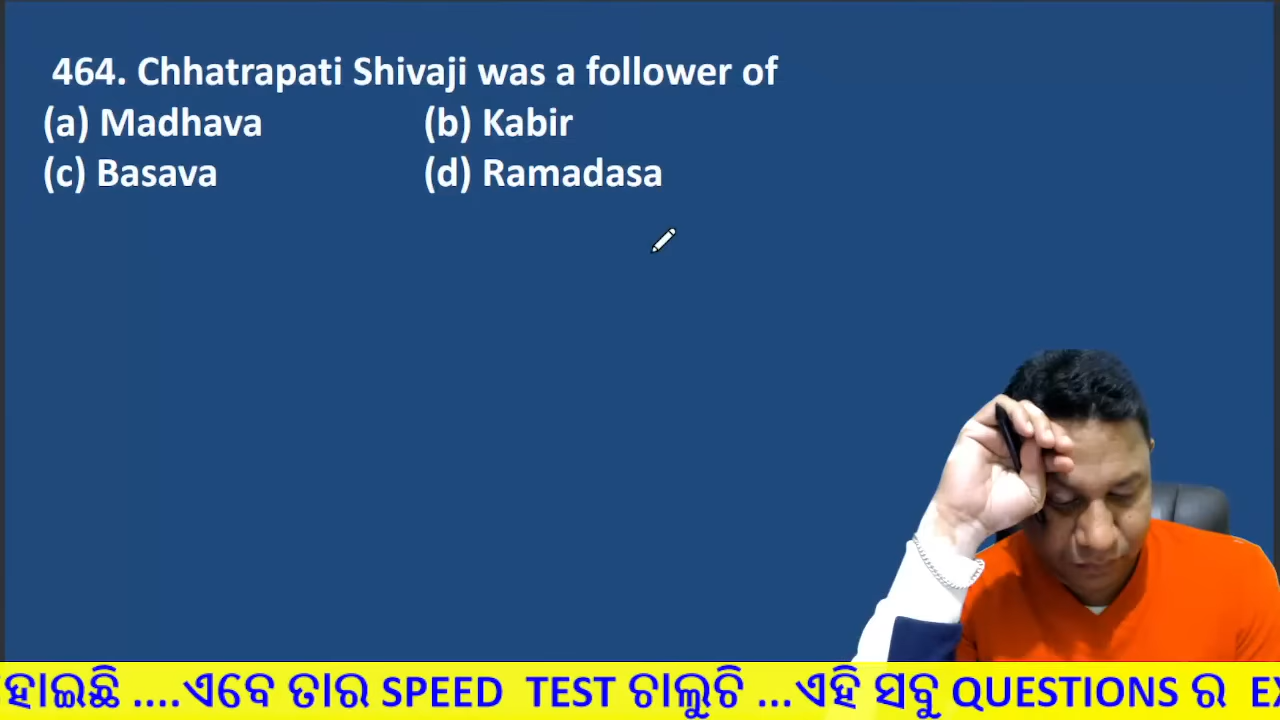 464. Chhatrapati Shivaji was a follower of
(a) Madhava (b) Kabir
(c) Basava (d) Ramadasa
ହୋଇଛି ....ଏବେ ତାର SPEED TEST ଚାଲୁଚି ...ଏହି ସବୁ QUESTIONS ର